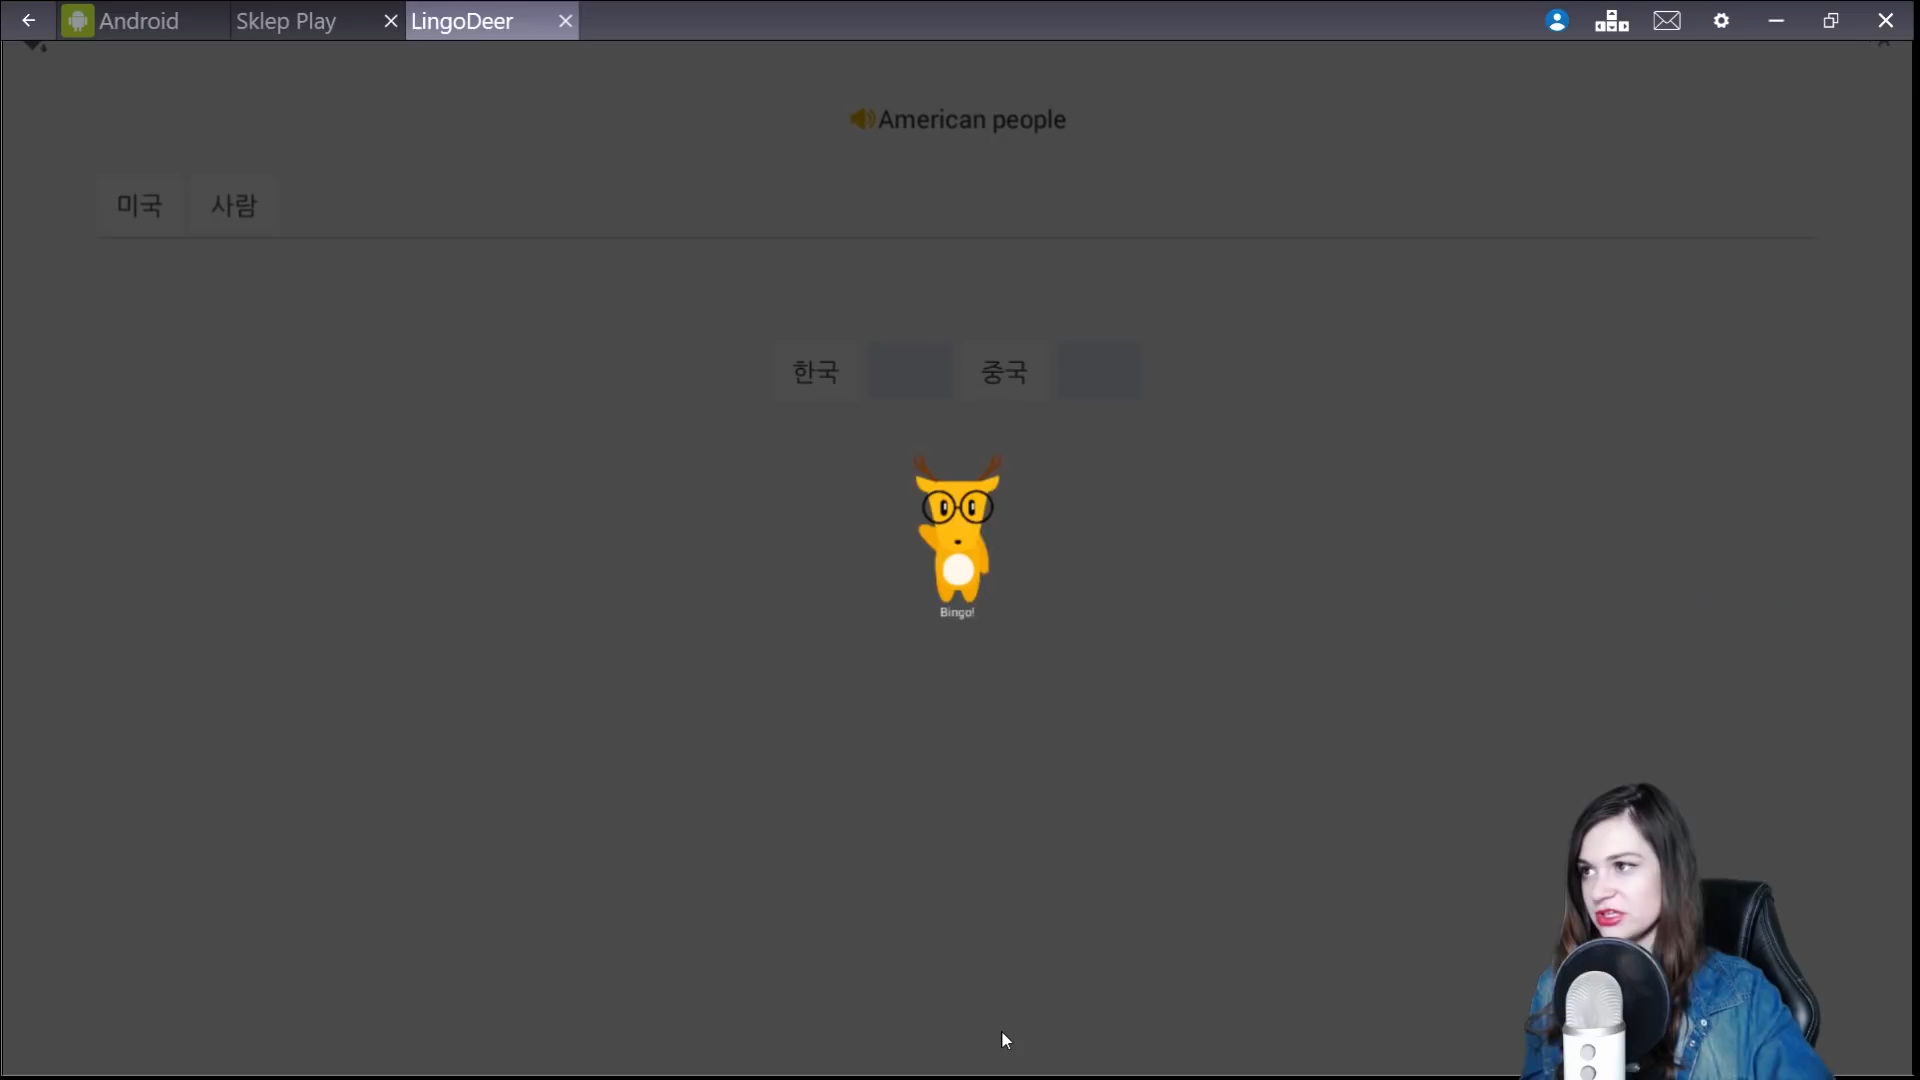 Android Sklep Play LingoDeer
American people
미국 사람
한국 중국
Bingo!